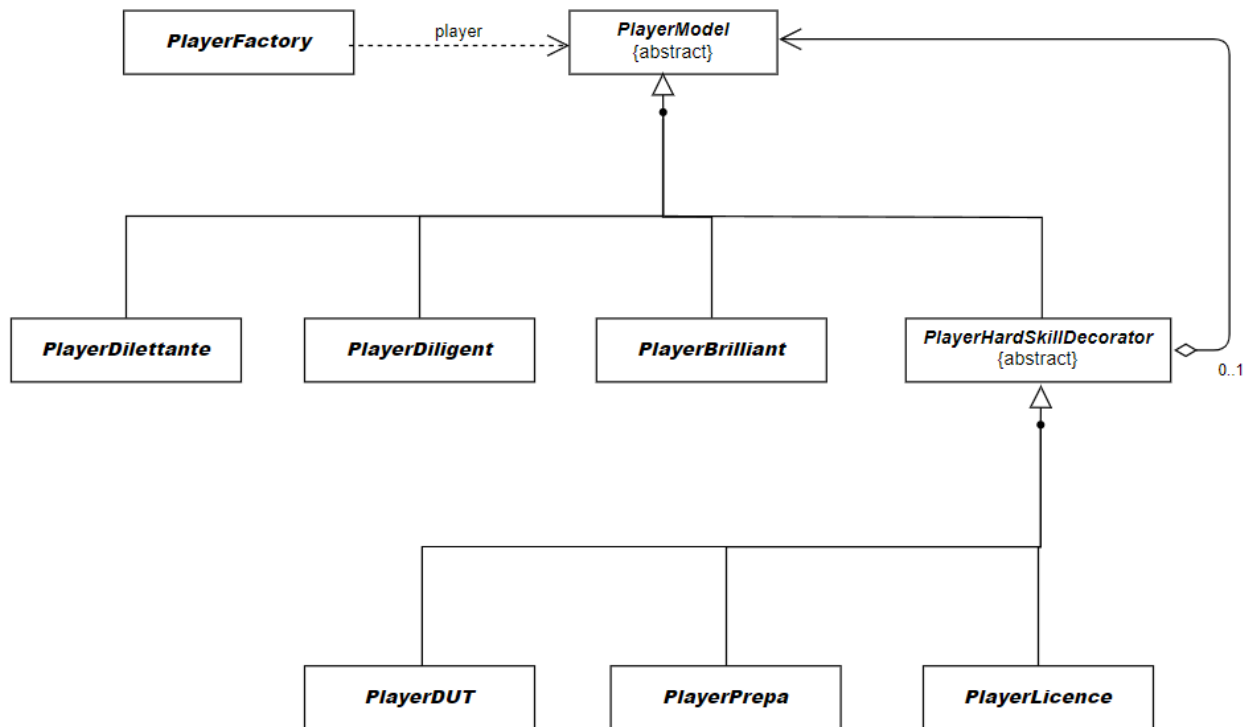 PlayerFactory
player
PlayerModel
{abstract}
PlayerDilettante
PlayerDiligent
PlayerBrilliant
PlayerHardSkillDecorator
{abstract}
0..1
PlayerDUT
PlayerPrepa
PlayerLicence